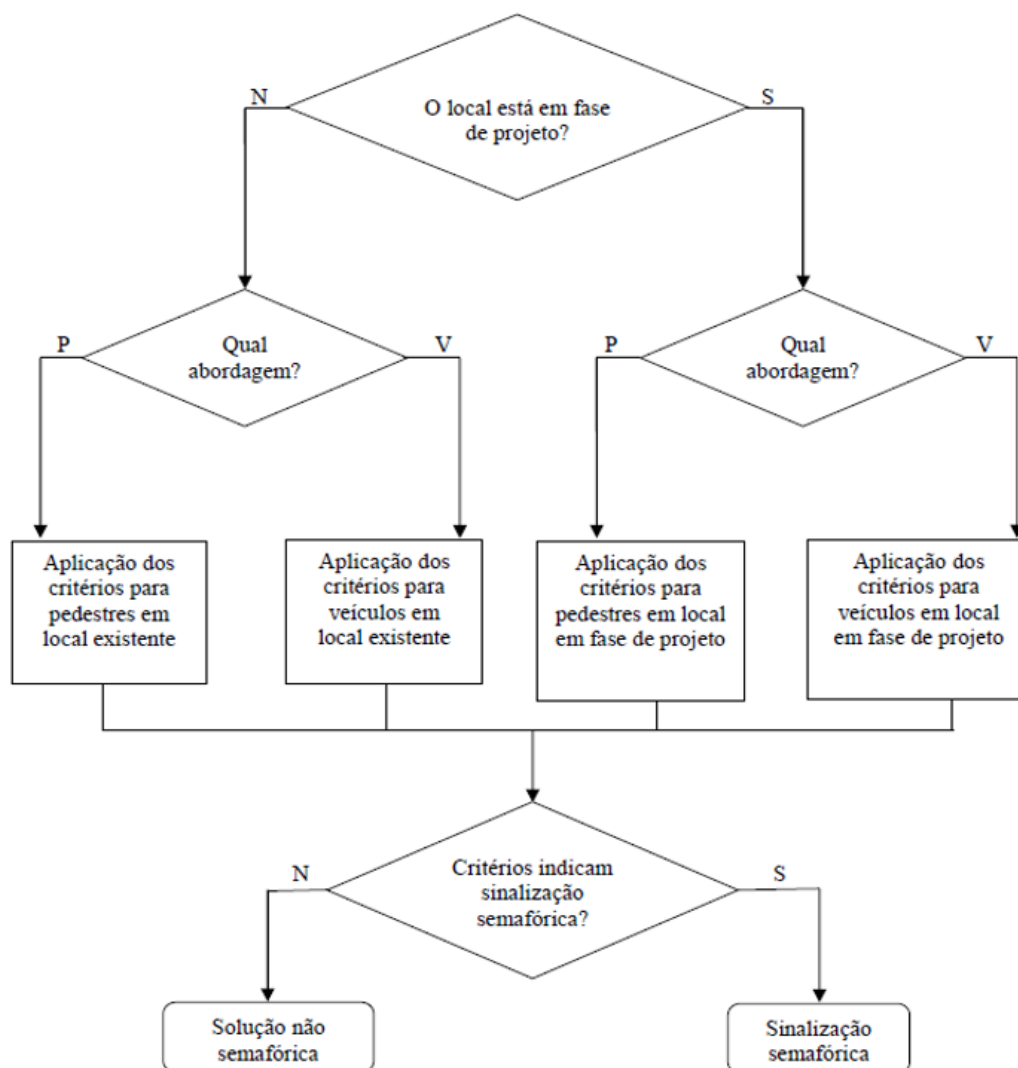 N
S
O local está em fase
de projeto?
P
Qual
abordagem?
V
P
Qual
abordagem?
V
Aplicação dos
critérios para
pedestres em
local existente
Aplicação dos
critérios para
veículos em
local existente
Aplicação dos
critérios para
pedestres em local
em fase de projeto
Aplicação dos
critérios para
veículos em local
em fase de projeto
N
Critérios indicam
sinalização
semafórica?
S
Solução não
semafórica
Sinalização
semafórica